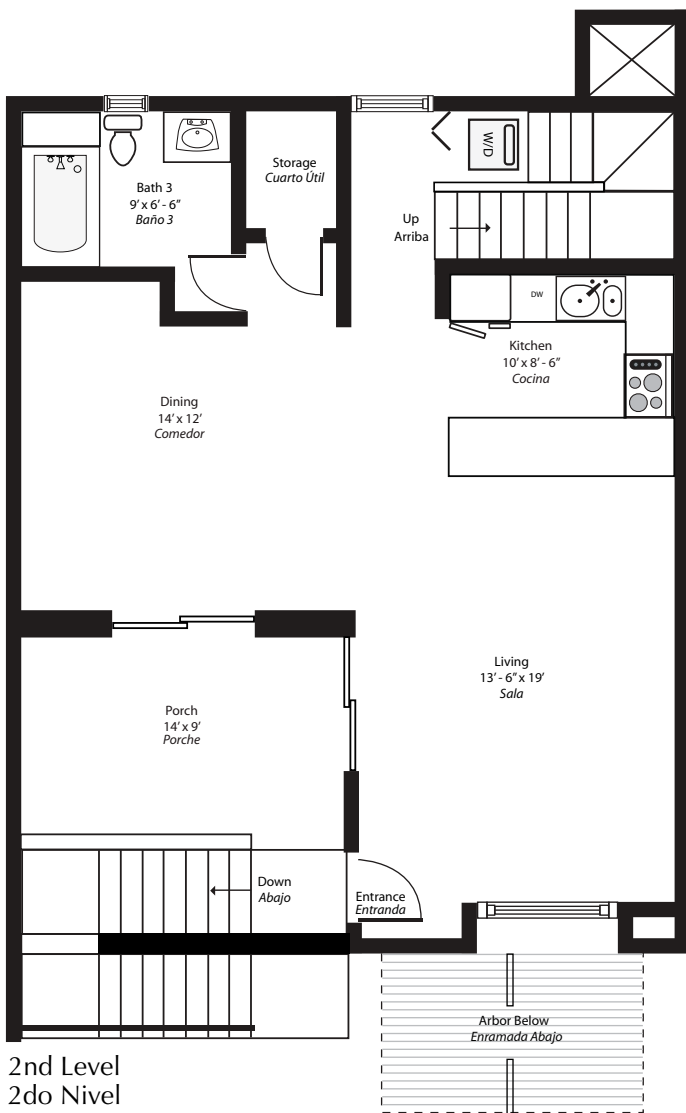 Bath 3
9’ x 6’ - 6”
Baño 3
Storage
Cuarto Útil
W/D
Up
Arriba
DW
Kitchen
10’ x 8’ - 6”
Cocina
Dining
14’ x 12’
Comedor
Living
13’ - 6” x 19’
Sala
Porch
14’ x 9’
Porche
Down
Abajo
Entrance
Entranda
Arbor Below
Enramada Abajo
2nd Level
2do Nivel